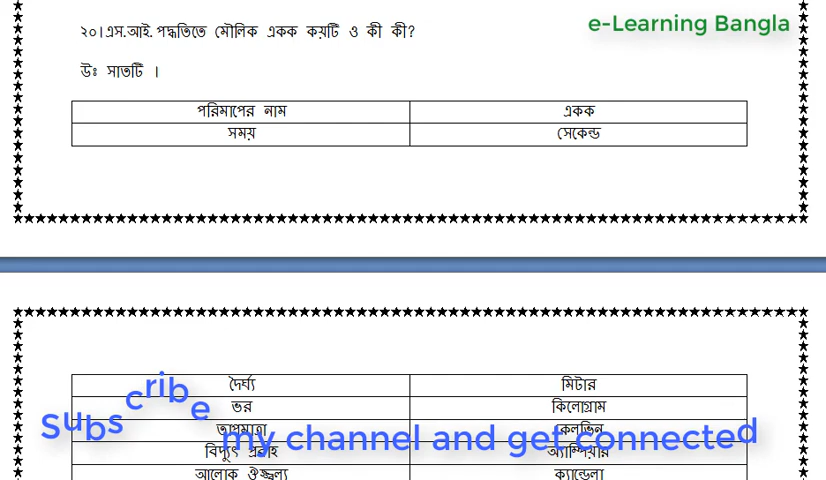 e-Learning Bangla
২০।এস.আই. পদ্ধতিতে মৌলিক একক কয়টি ও কী কী?
উঃ সাতটি ।
পরিমাপের নাম একক
সময় সেকেন্ড
দৈর্ঘ্য মিটার
ভর কিলোগ্রাম
তাপমাত্রা কেলভিন
বিদ্যুৎ প্রবাহ অ্যাম্পিয়ার
আলোক ঔজ্জ্বল্য ক্যান্ডেলা
Subscribe my channel and get connected